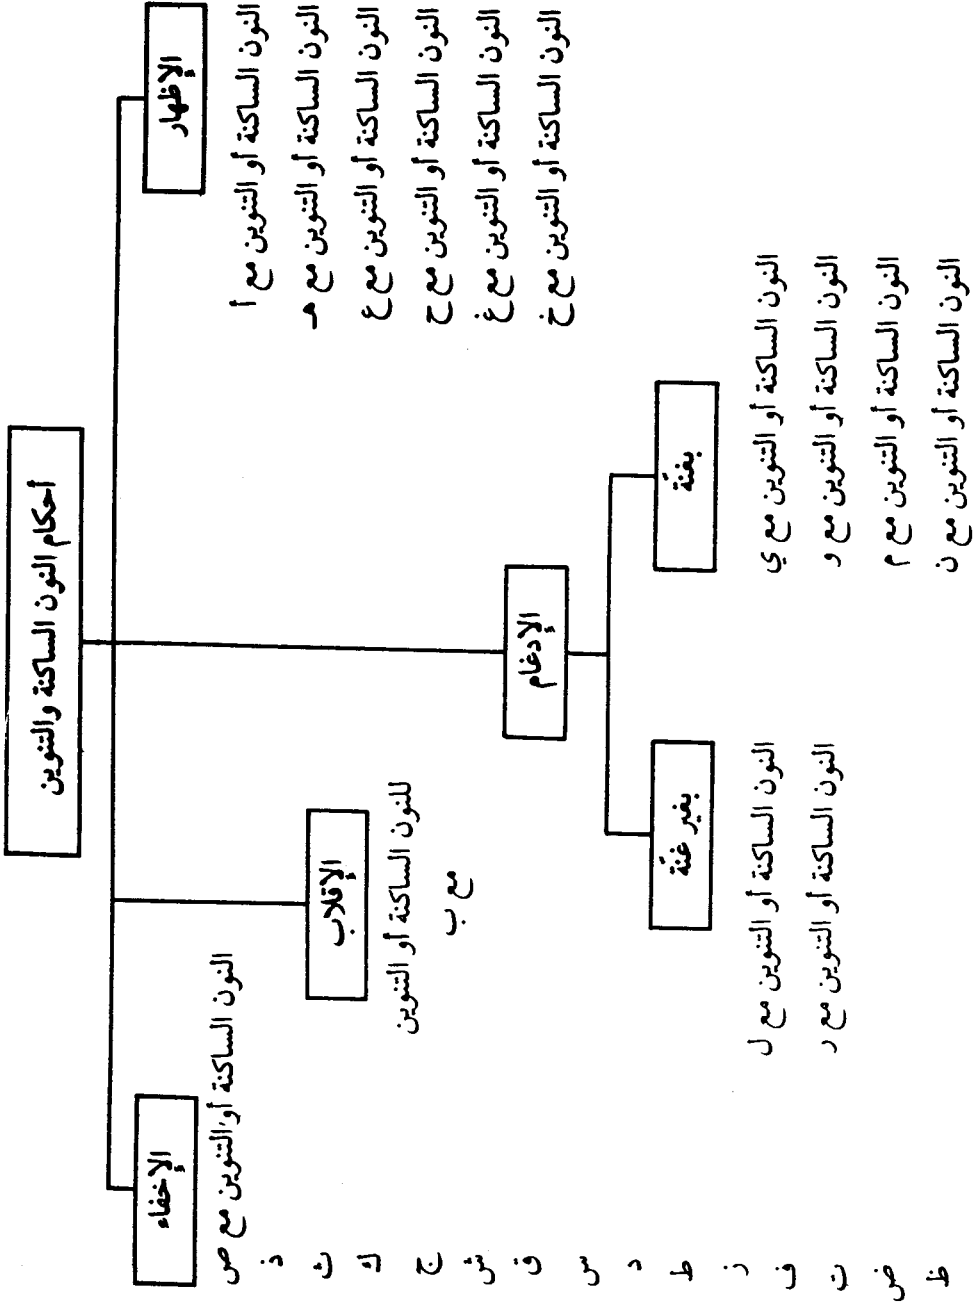 أحكام النون الساكنة والتنوين
الإظهار
النون الساكنة أو التنوين مع أ
النون الساكنة أو التنوين مع هـ
النون الساكنة أو التنوين مع ع
النون الساكنة أو التنوين مع ح
النون الساكنة أو التنوين مع غ
النون الساكنة أو التنوين مع خ
الإدغام
بغنّة
النون الساكنة أو التنوين مع ي
النون الساكنة أو التنوين مع و
النون الساكنة أو التنوين مع م
النون الساكنة أو التنوين مع ن
بغير غنّة
النون الساكنة أو التنوين مع ل
النون الساكنة أو التنوين مع ر
الإقلاب
للنون الساكنة أو التنوين
مع ب
الإخفاء
النون الساكنة أو التنوين مع ص
ذ
ث
ك
ج
ش
ق
س
د
ط
ز
ف
ت
ض
ظ